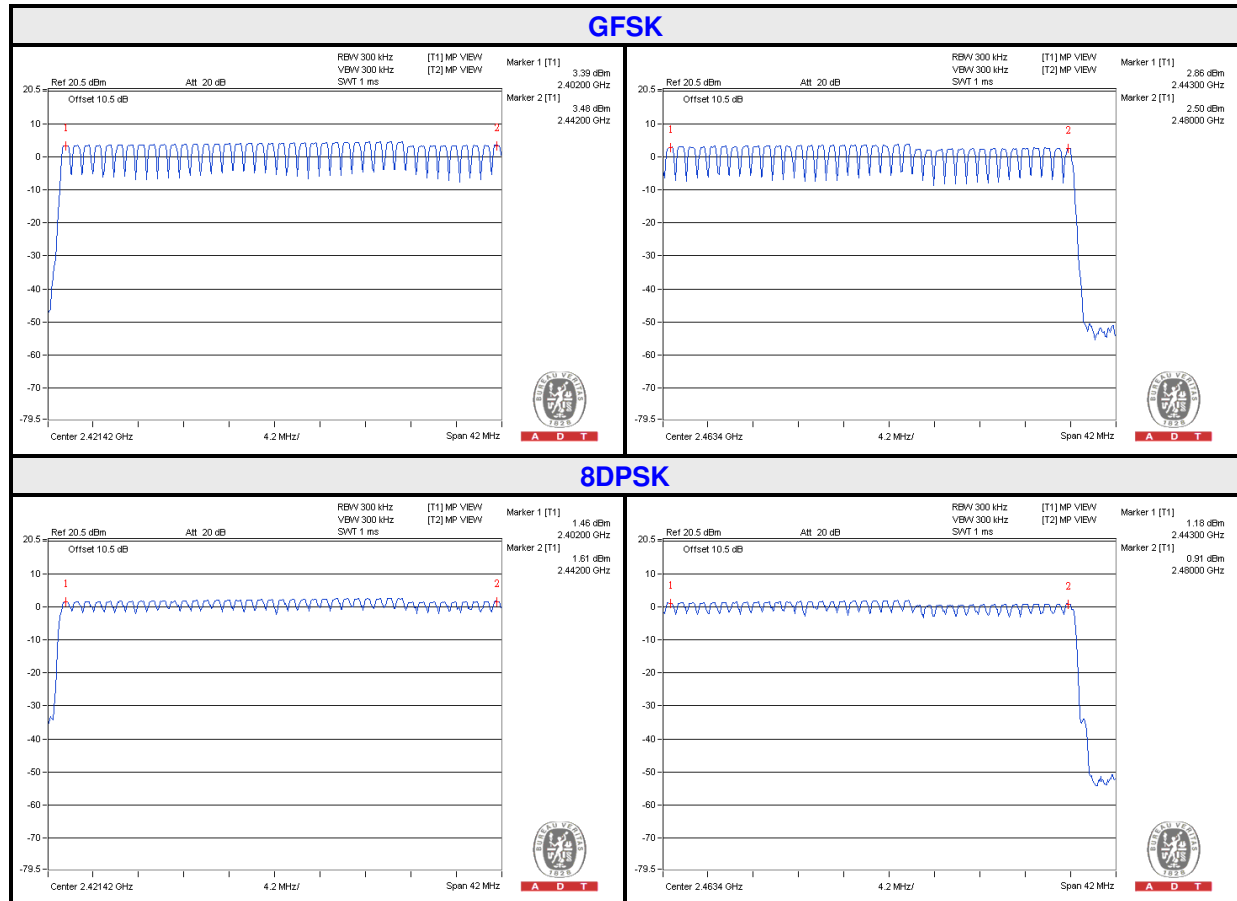 GFSK
RBW 300 kHz [T1] MP VIEW
VBW 300 kHz [T2] MP VIEW
Ref 20.5 dBm Att 20 dB SWT 1 ms
Marker 1 [T1]
3.39 dBm
2.40200 GHz
Marker 2 [T1]
3.48 dBm
2.44200 GHz
20.5
Offset 10.5 dB
1
2
10
0
-10
-20
-30
-40
-50
-60
-70
-79.5
Center 2.42142 GHz 4.2 MHz/ Span 42 MHz
BUREAU VERITAS
1828
A D T
RBW 300 kHz [T1] MP VIEW
VBW 300 kHz [T2] MP VIEW
Ref 20.5 dBm Att 20 dB SWT 1 ms
Marker 1 [T1]
2.86 dBm
2.44300 GHz
Marker 2 [T1]
2.50 dBm
2.48000 GHz
20.5
Offset 10.5 dB
1
2
10
0
-10
-20
-30
-40
-50
-60
-70
-79.5
Center 2.4634 GHz 4.2 MHz/ Span 42 MHz
BUREAU VERITAS
1828
A D T
8DPSK
RBW 300 kHz [T1] MP VIEW
VBW 300 kHz [T2] MP VIEW
Ref 20.5 dBm Att 20 dB SWT 1 ms
Marker 1 [T1]
1.46 dBm
2.40200 GHz
Marker 2 [T1]
1.61 dBm
2.44200 GHz
20.5
Offset 10.5 dB
1
2
10
0
-10
-20
-30
-40
-50
-60
-70
-79.5
Center 2.42142 GHz 4.2 MHz/ Span 42 MHz
BUREAU VERITAS
1828
A D T
RBW 300 kHz [T1] MP VIEW
VBW 300 kHz [T2] MP VIEW
Ref 20.5 dBm Att 20 dB SWT 1 ms
Marker 1 [T1]
1.18 dBm
2.44300 GHz
Marker 2 [T1]
0.91 dBm
2.48000 GHz
20.5
Offset 10.5 dB
1
2
10
0
-10
-20
-30
-40
-50
-60
-70
-79.5
Center 2.4634 GHz 4.2 MHz/ Span 42 MHz
BUREAU VERITAS
1828
A D T